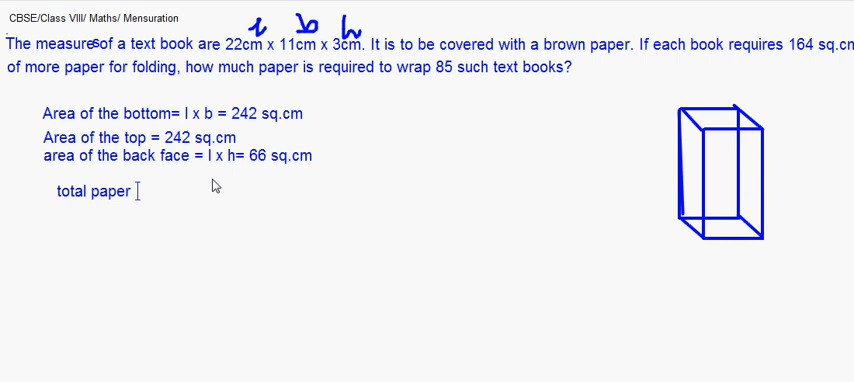 CBSE/Class VIII/ Maths/ Mensuration
l b h
The measuresof a text book are 22cm x 11cm x 3cm. It is to be covered with a brown paper. If each book requires 164 sq.cm
of more paper for folding, how much paper is required to wrap 85 such text books?
Area of the bottom= l x b = 242 sq.cm
Area of the top = 242 sq.cm
area of the back face = l x h= 66 sq.cm
total paper